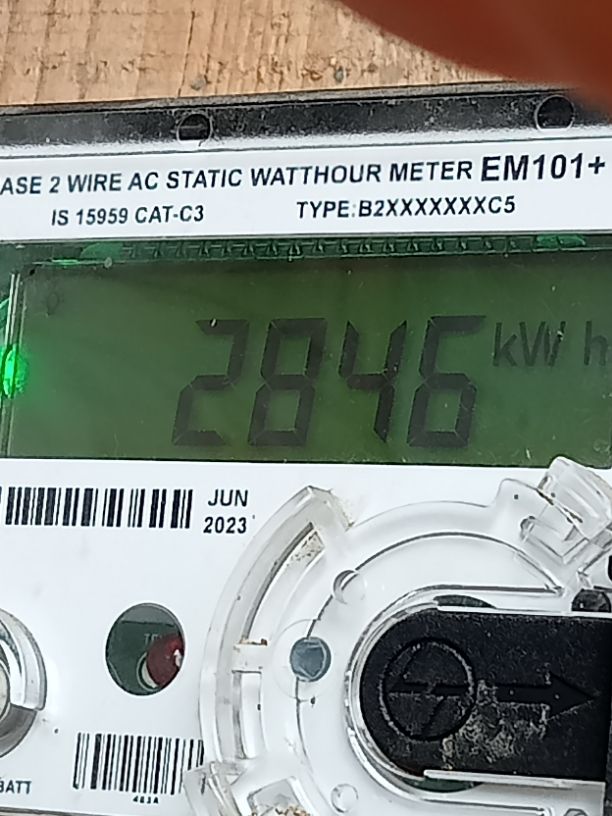 ASE 2 WIRE AC STATIC WATTHOUR METER EM101+
IS 15959 CAT-C3 TYPE:B2XXXXXXXC5
2846 kW h
JUN
2023
BATT